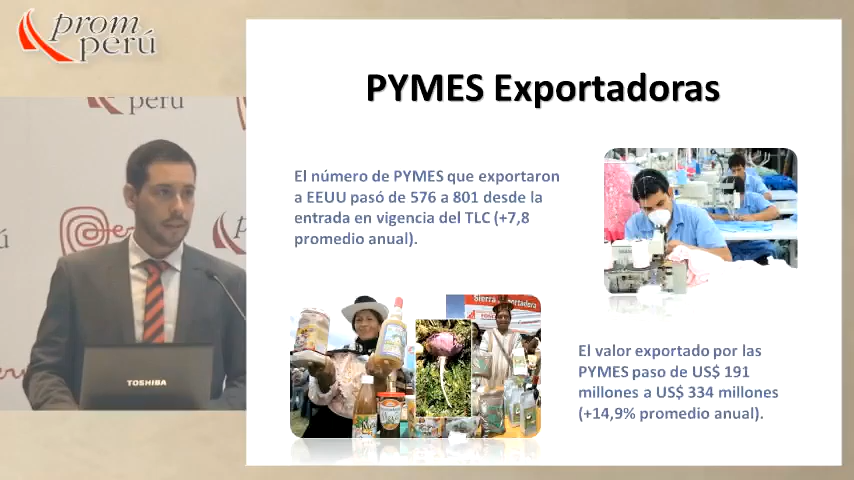 prom
perú
perú
PYMES Exportadoras
El número de PYMES que exportaron
a EEUU pasó de 576 a 801 desde la
entrada en vigencia del TLC (+7,8
promedio anual).
TOSHIBA
Sierra Exportadora
El valor exportado por las
PYMES paso de US$ 191
millones a US$ 334 millones
(+14,9% promedio anual).